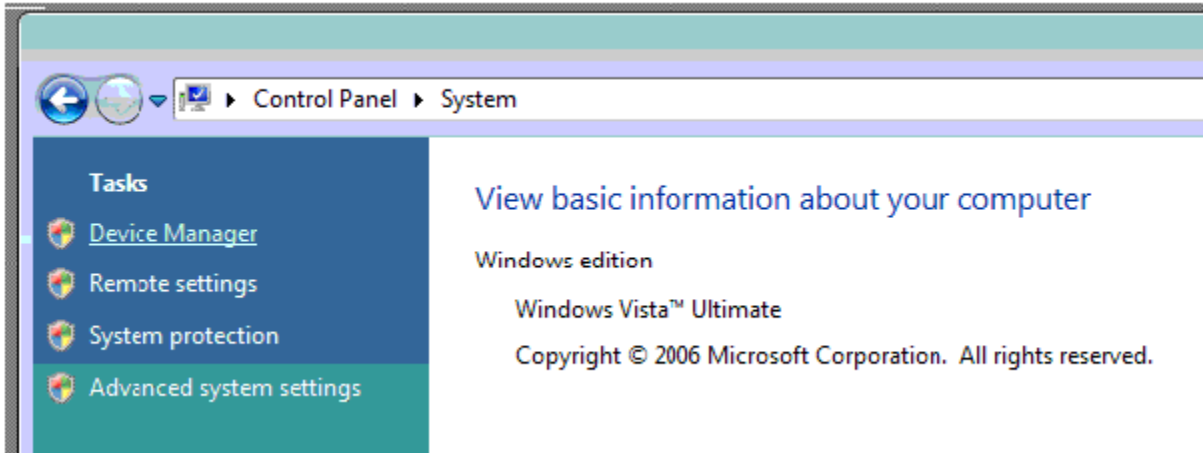 Control Panel System
Tasks
Device Manager
Remote settings
System protection
Advanced system settings
View basic information about your computer
Windows edition
Windows Vista™ Ultimate
Copyright © 2006 Microsoft Corporation. All rights reserved.